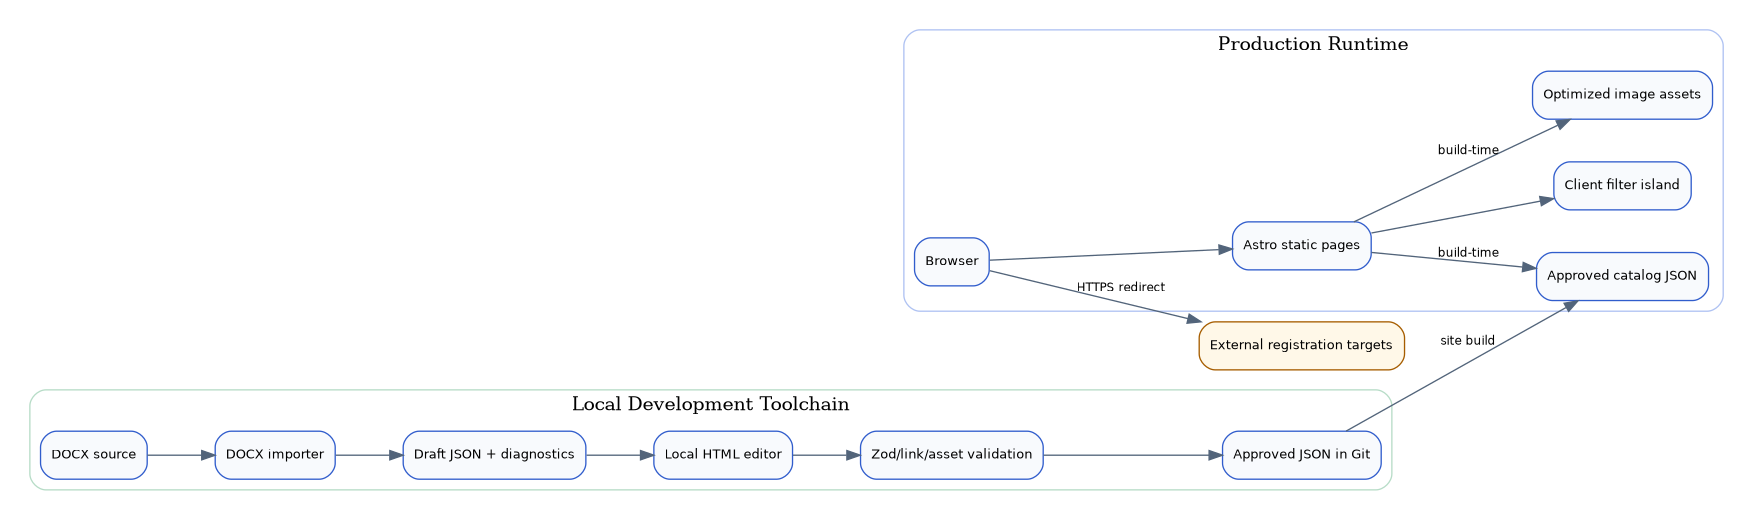 Production Runtime
Optimized image assets
build-time
Client filter island
Astro static pages
Browser
build-time
Approved catalog JSON
HTTPS redirect
External registration targets
site build
Local Development Toolchain
DOCX source
DOCX importer
Draft JSON + diagnostics
Local HTML editor
Zod/link/asset validation
Approved JSON in Git